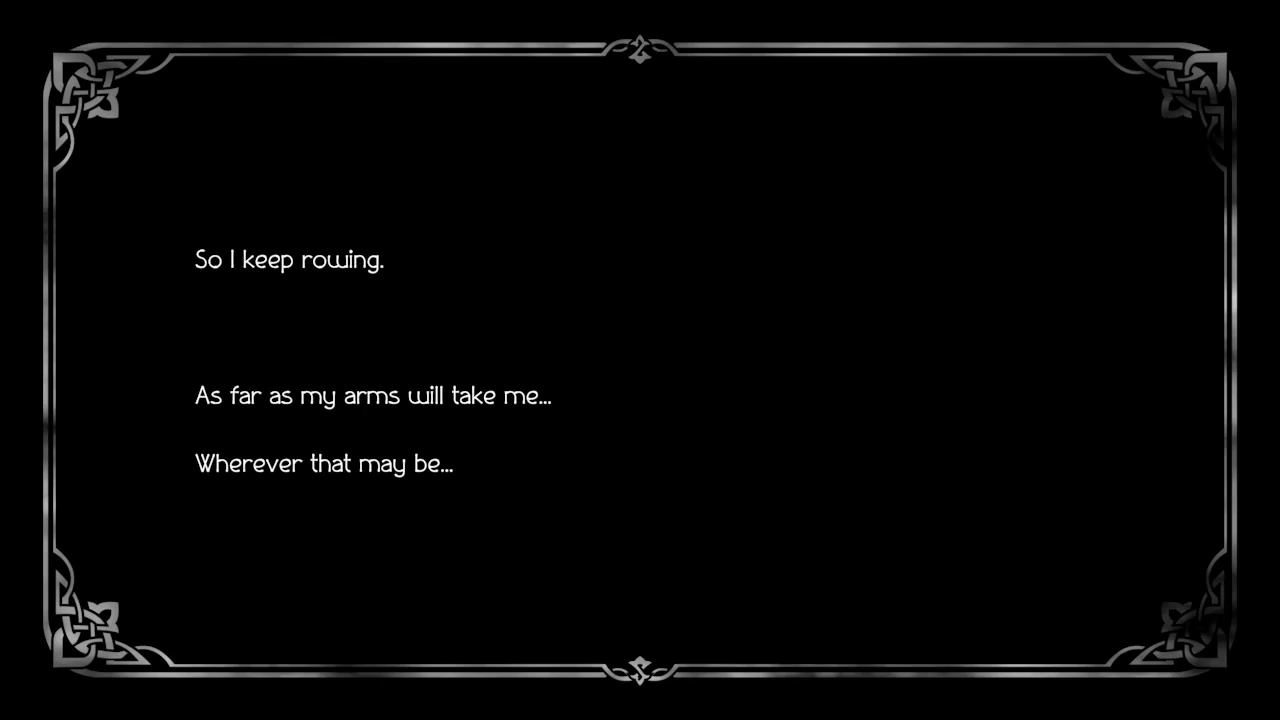 So I keep rowing.
As far as my arms will take me...
Wherever that may be...